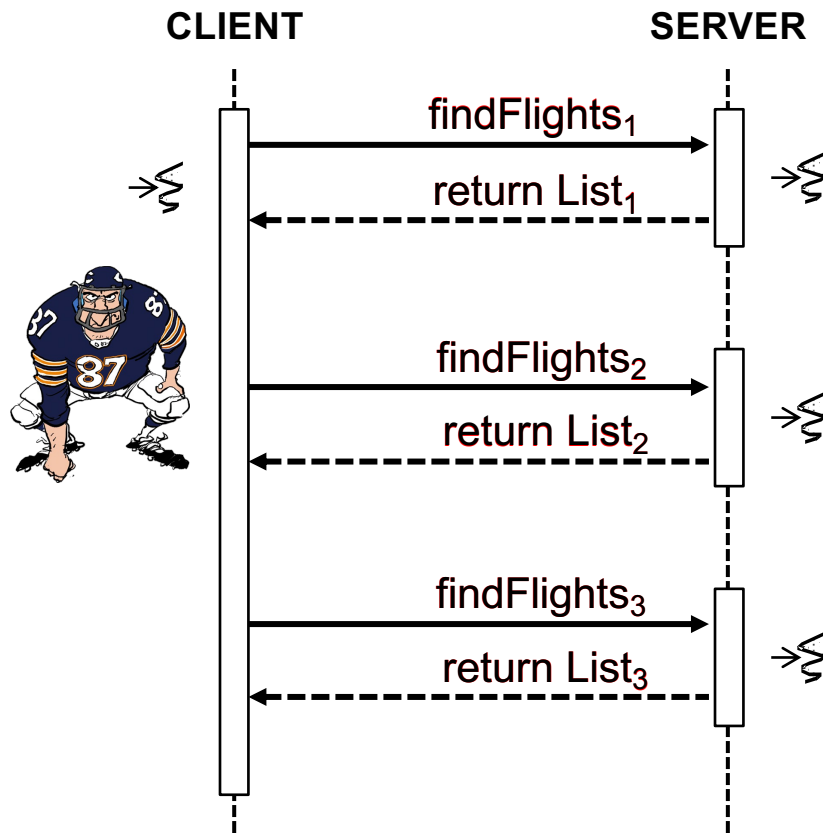 CLIENT SERVER
findFlights₁
return List₁
findFlights₂
return List₂
findFlights₃
return List₃
87
87